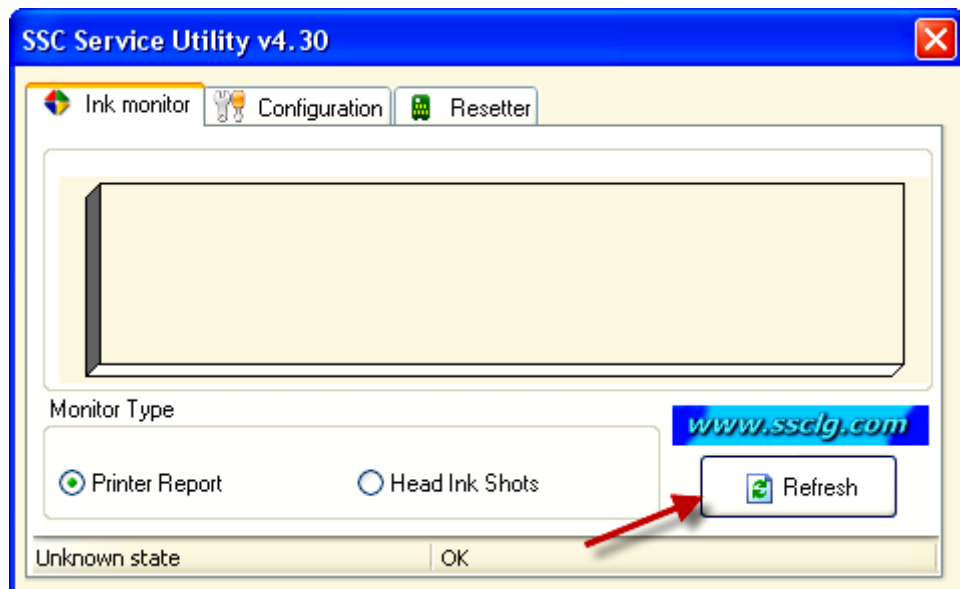 SSC Service Utility v4.30
Ink monitor Configuration Resetter
Monitor Type
www.ssclg.com
Printer Report Head Ink Shots Refresh
Unknown state OK